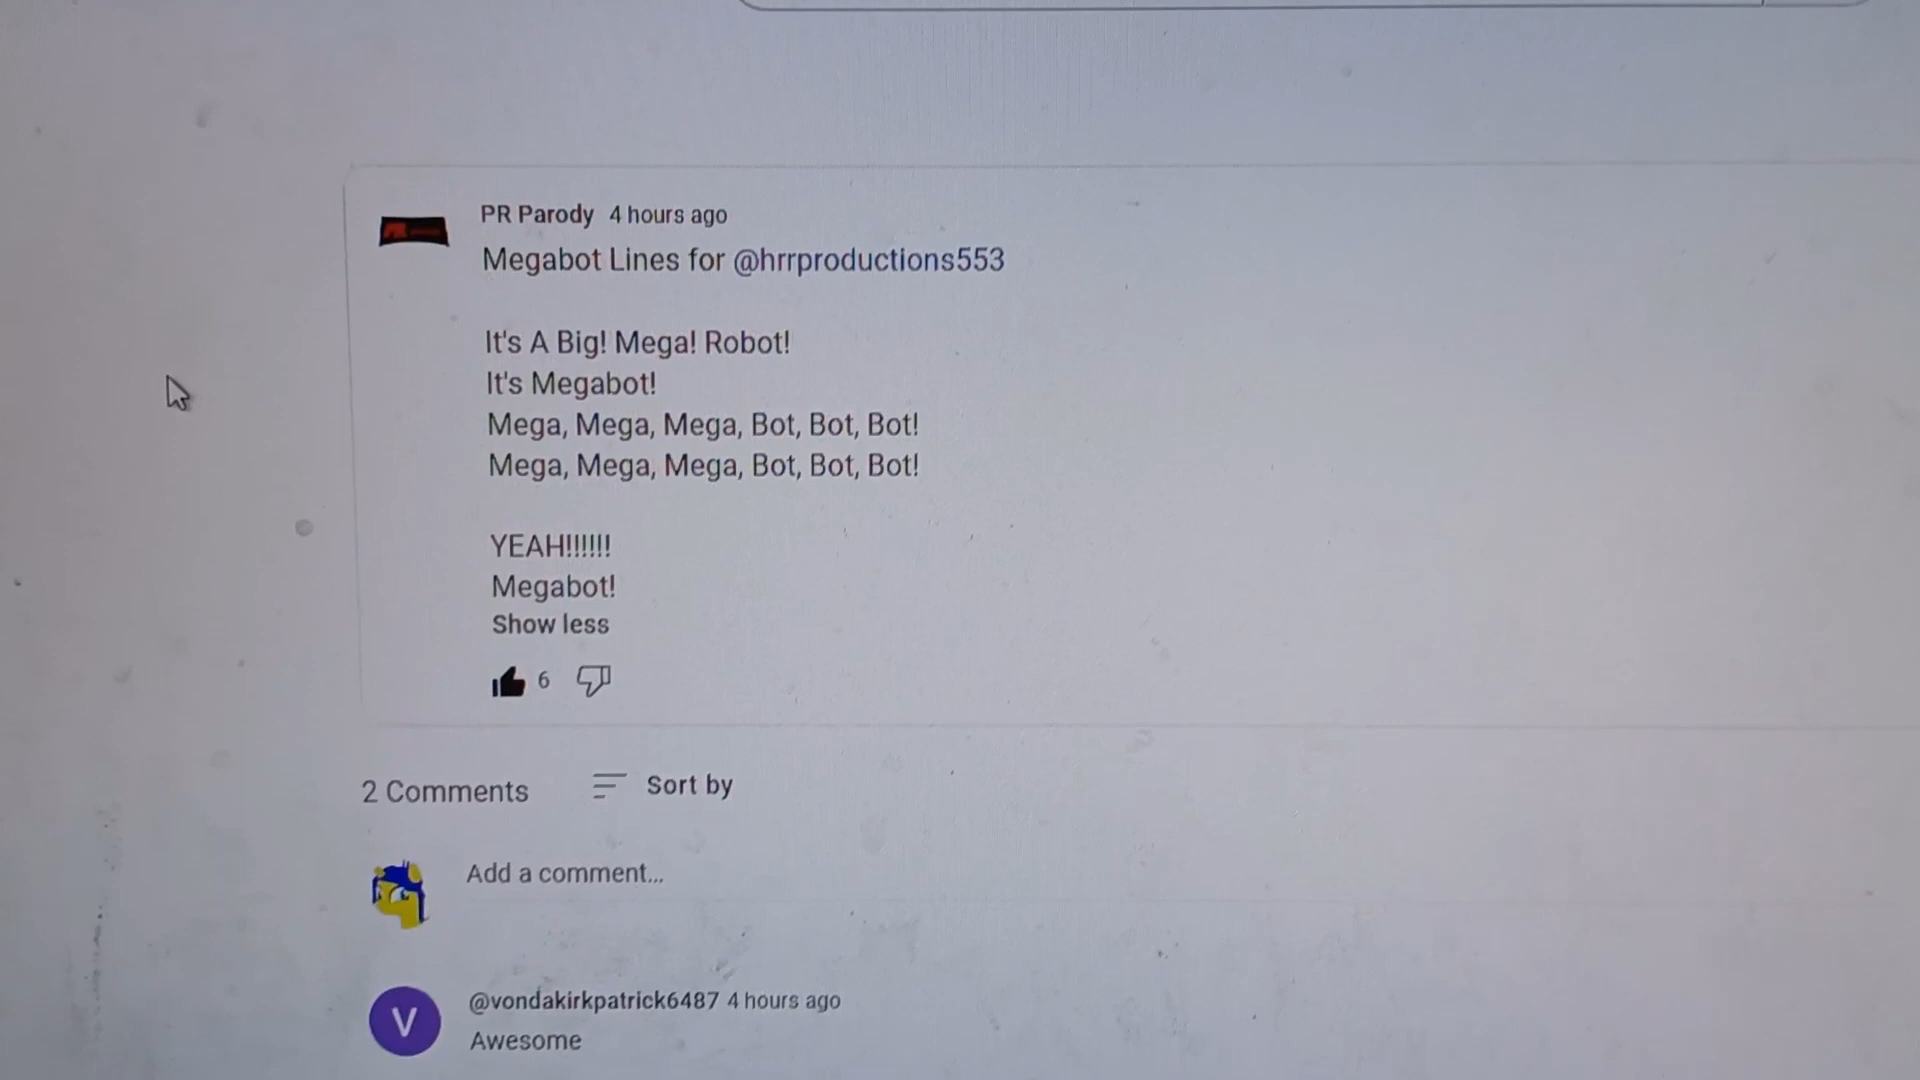 PR Parody 4 hours ago
Megabot Lines for @hrrproductions553
It's A Big! Mega! Robot!
It's Megabot!
Mega, Mega, Mega, Bot, Bot, Bot!
Mega, Mega, Mega, Bot, Bot, Bot!
YEAH!!!!!!
Megabot!
Show less
6
2 Comments Sort by
Add a comment...
V
@vondakirkpatrick6487 4 hours ago
Awesome